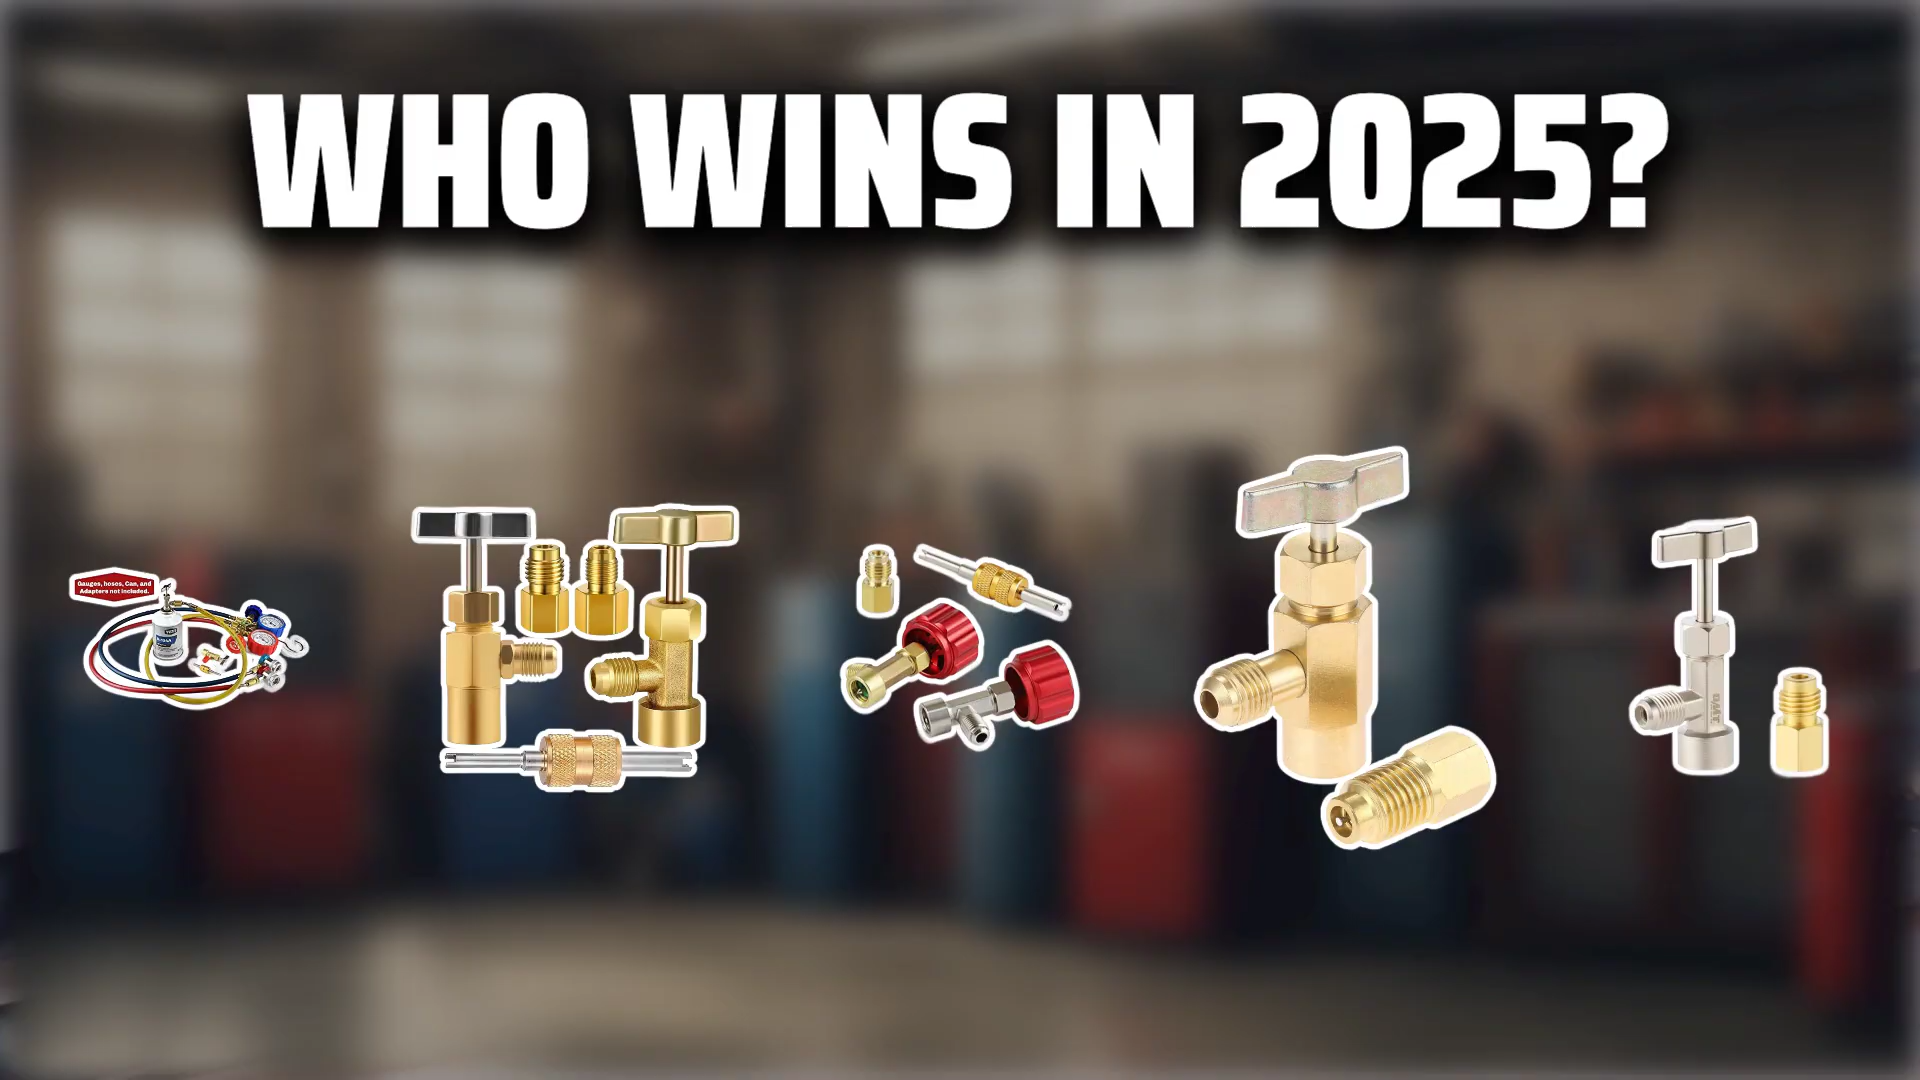 WHO WINS IN 2025?
Gauges, hoses, Can, and
Adapters not included.